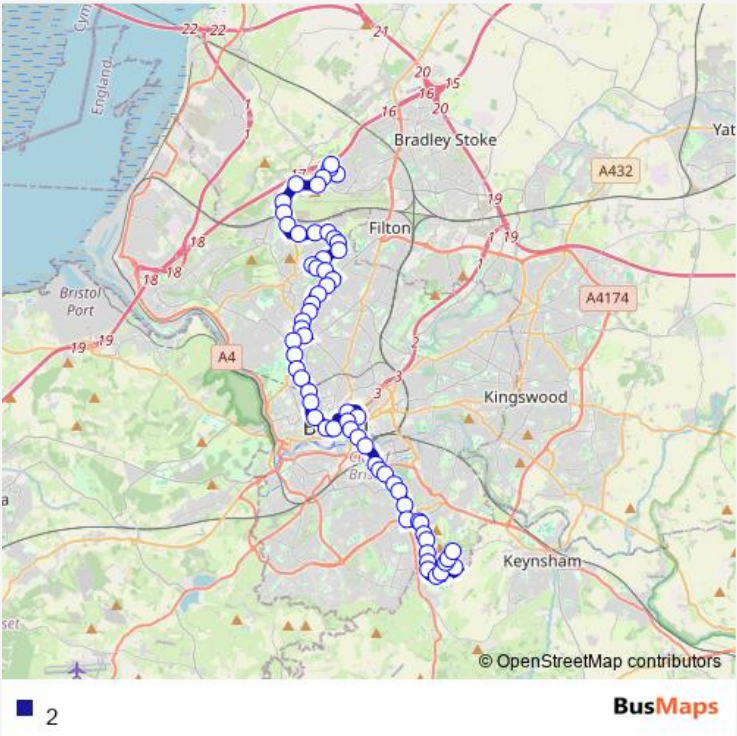 22 22
Cym
21
England
20
15
16
20
16
1
1
Bradley Stoke
Yat
A432
17
19
Filton
1 19
18
18
18
1
A4174
Bristol
Port
2
19 19
A4
3
3
Kingswood
B
Bris
a
Keynsham
set
© OpenStreetMap contributors
2
BusMaps